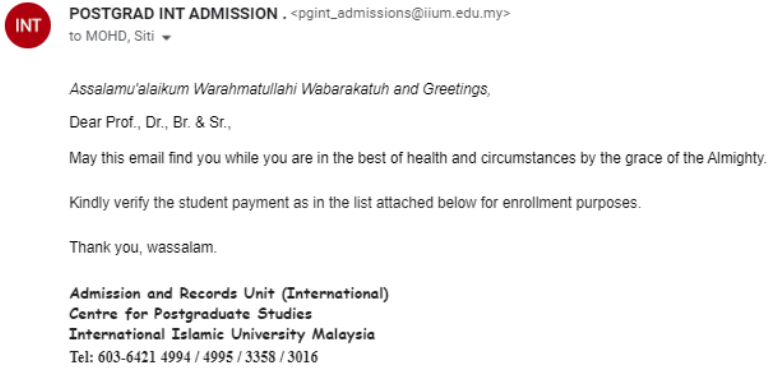 INT
POSTGRAD INT ADMISSION . <pgint_admissions@iium.edu.my>
to MOHD, Siti
Assalamu'alaikum Warahmatullahi Wabarakatuh and Greetings,
Dear Prof., Dr., Br. & Sr.,
May this email find you while you are in the best of health and circumstances by the grace of the Almighty.
Kindly verify the student payment as in the list attached below for enrollment purposes.
Thank you, wassalam.
Admission and Records Unit (International)
Centre for Postgraduate Studies
International Islamic University Malaysia
Tel: 603-6421 4994 / 4995 / 3358 / 3016